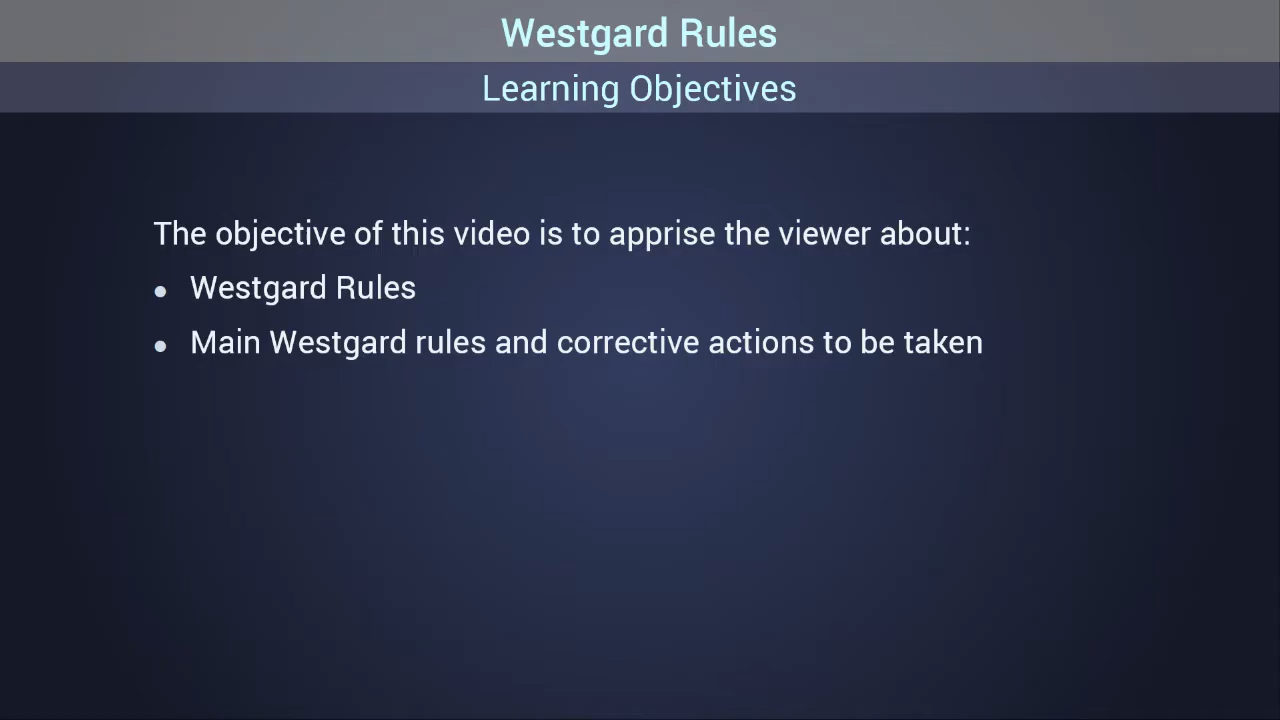 Westgard Rules
Learning Objectives
The objective of this video is to apprise the viewer about:
● Westgard Rules
● Main Westgard rules and corrective actions to be taken